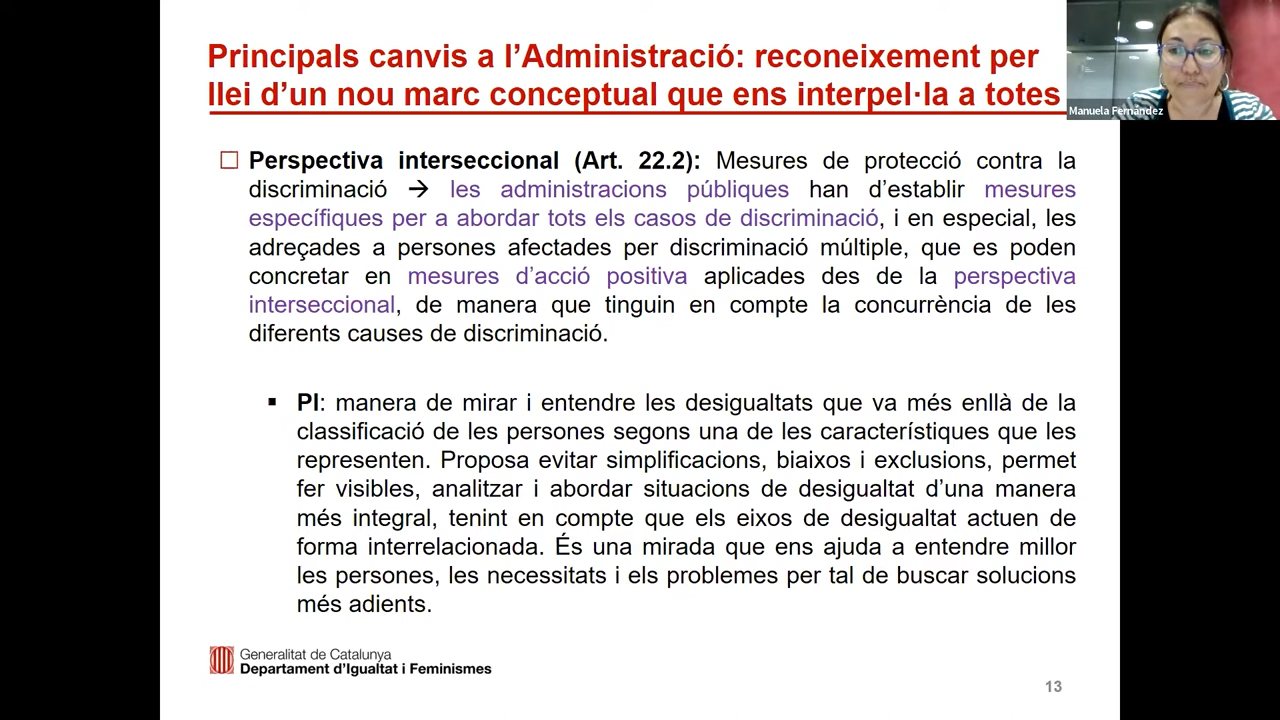 Principals canvis a l’Administració: reconeixement per
llei d’un nou marc conceptual que ens interpel·la a totes
Manuela Fernández
Perspectiva interseccional (Art. 22.2): Mesures de protecció contra la
discriminació → les administracions públiques han d’establir mesures
específiques per a abordar tots els casos de discriminació, i en especial, les
adreçades a persones afectades per discriminació múltiple, que es poden
concretar en mesures d’acció positiva aplicades des de la perspectiva
interseccional, de manera que tinguin en compte la concurrència de les
diferents causes de discriminació.
▪ PI: manera de mirar i entendre les desigualtats que va més enllà de la
classificació de les persones segons una de les característiques que les
representen. Proposa evitar simplificacions, biaixos i exclusions, permet
fer visibles, analitzar i abordar situacions de desigualtat d’una manera
més integral, tenint en compte que els eixos de desigualtat actuen de
forma interrelacionada. És una mirada que ens ajuda a entendre millor
les persones, les necessitats i els problemes per tal de buscar solucions
més adients.
Generalitat de Catalunya
Departament d’Igualtat i Feminismes
13